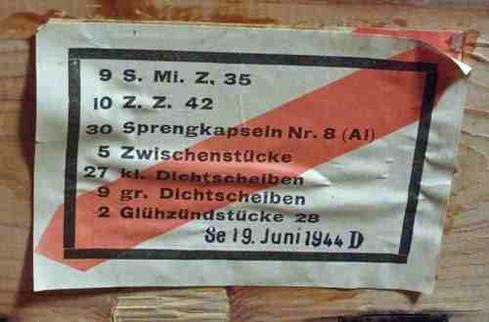 9 S. Mi. Z. 35
10 Z. Z. 42
30 Sprengkapseln Nr. 8 (Al)
5 Zwischenstücke
27 kl. Dichtscheiben
9 gr. Dichtscheiben
2 Glühzündstücke 28
Se 19. Juni 1944 D